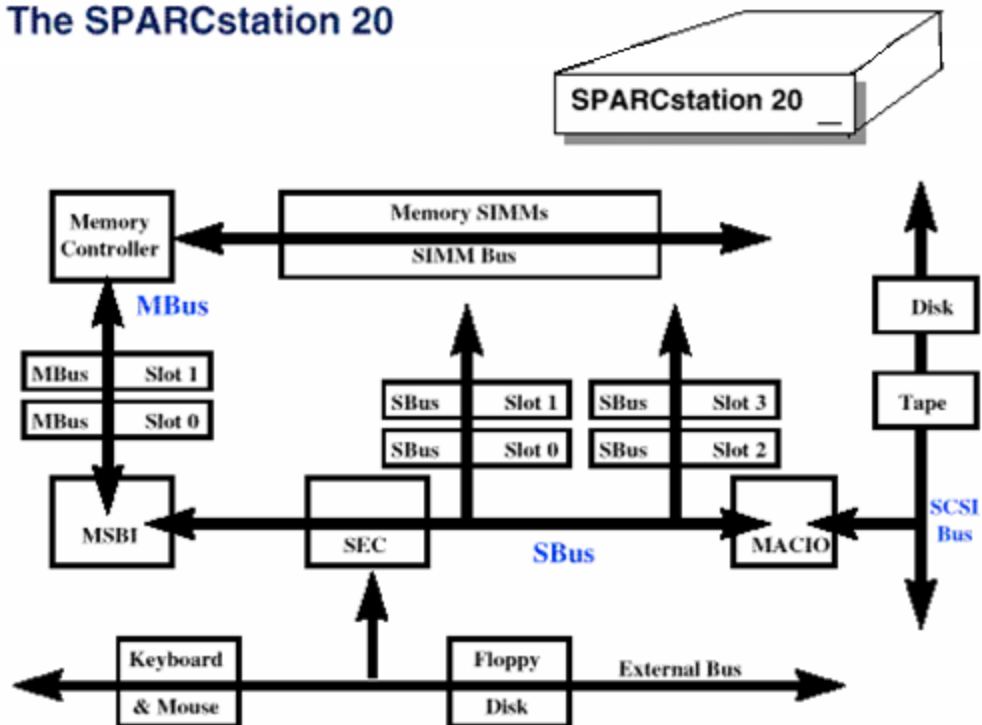 The SPARCstation 20
SPARCstation 20
Memory
Controller
Memory SIMMs
SIMM Bus
MBus
MBus Slot 1
MBus Slot 0
SBus Slot 1
SBus Slot 0
SBus Slot 3
SBus Slot 2
Disk
Tape
SCSI
Bus
MSBI
SEC
SBus
MACIO
Keyboard
& Mouse
Floppy
Disk
External Bus